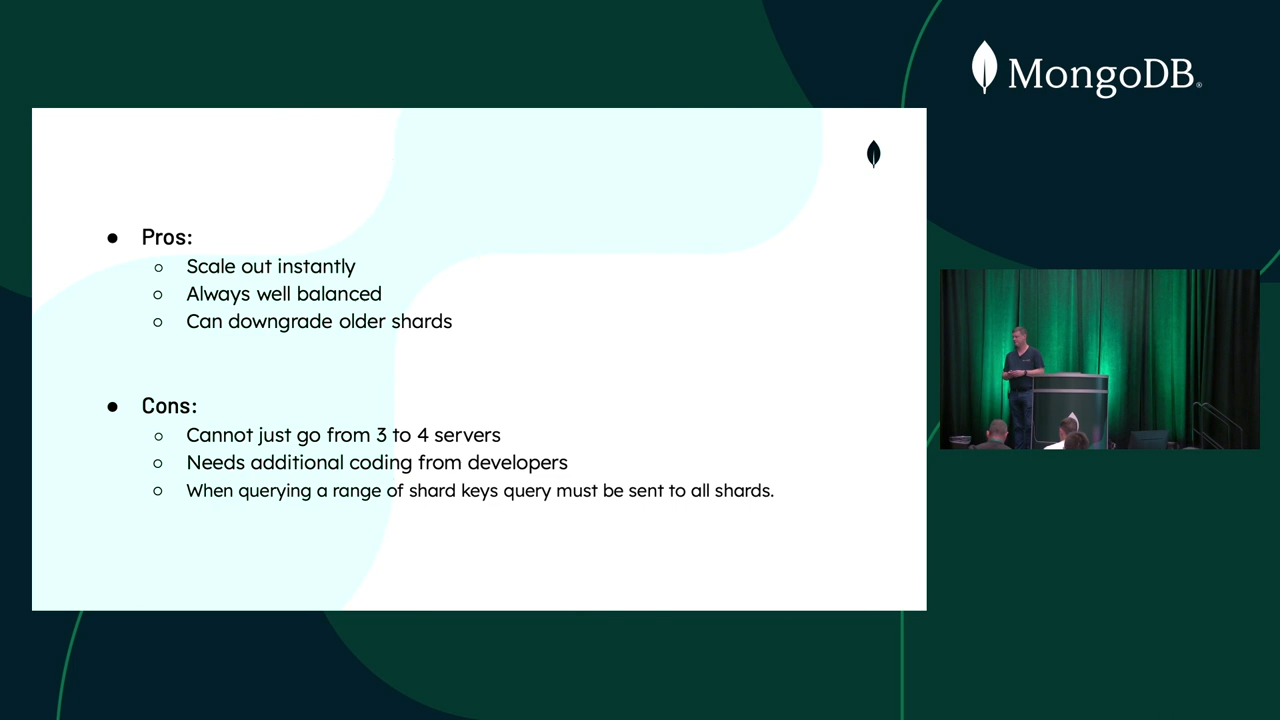 MongoDB®
● Pros:
○ Scale out instantly
○ Always well balanced
○ Can downgrade older shards
● Cons:
○ Cannot just go from 3 to 4 servers
○ Needs additional coding from developers
○ When querying a range of shard keys query must be sent to all shards.